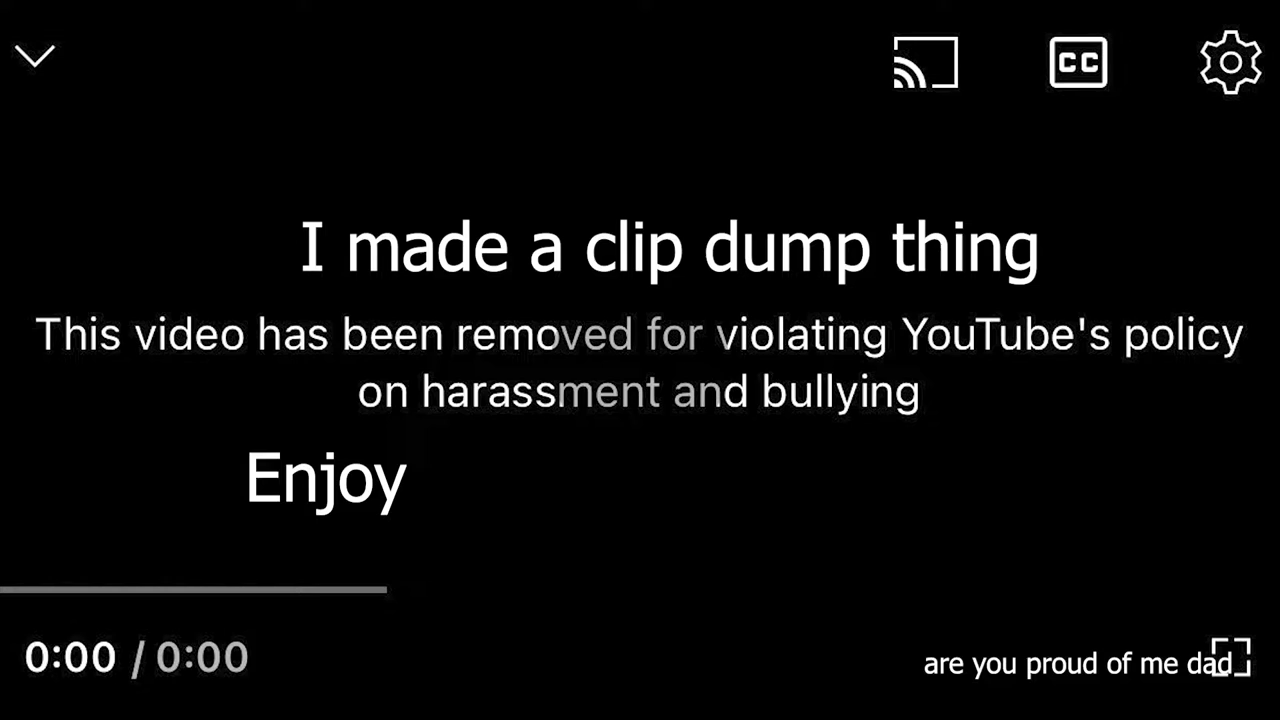 CC
I made a clip dump thing
This video has been removed for violating YouTube's policy
on harassment and bullying
Enjoy
0:00 / 0:00
are you proud of me dad